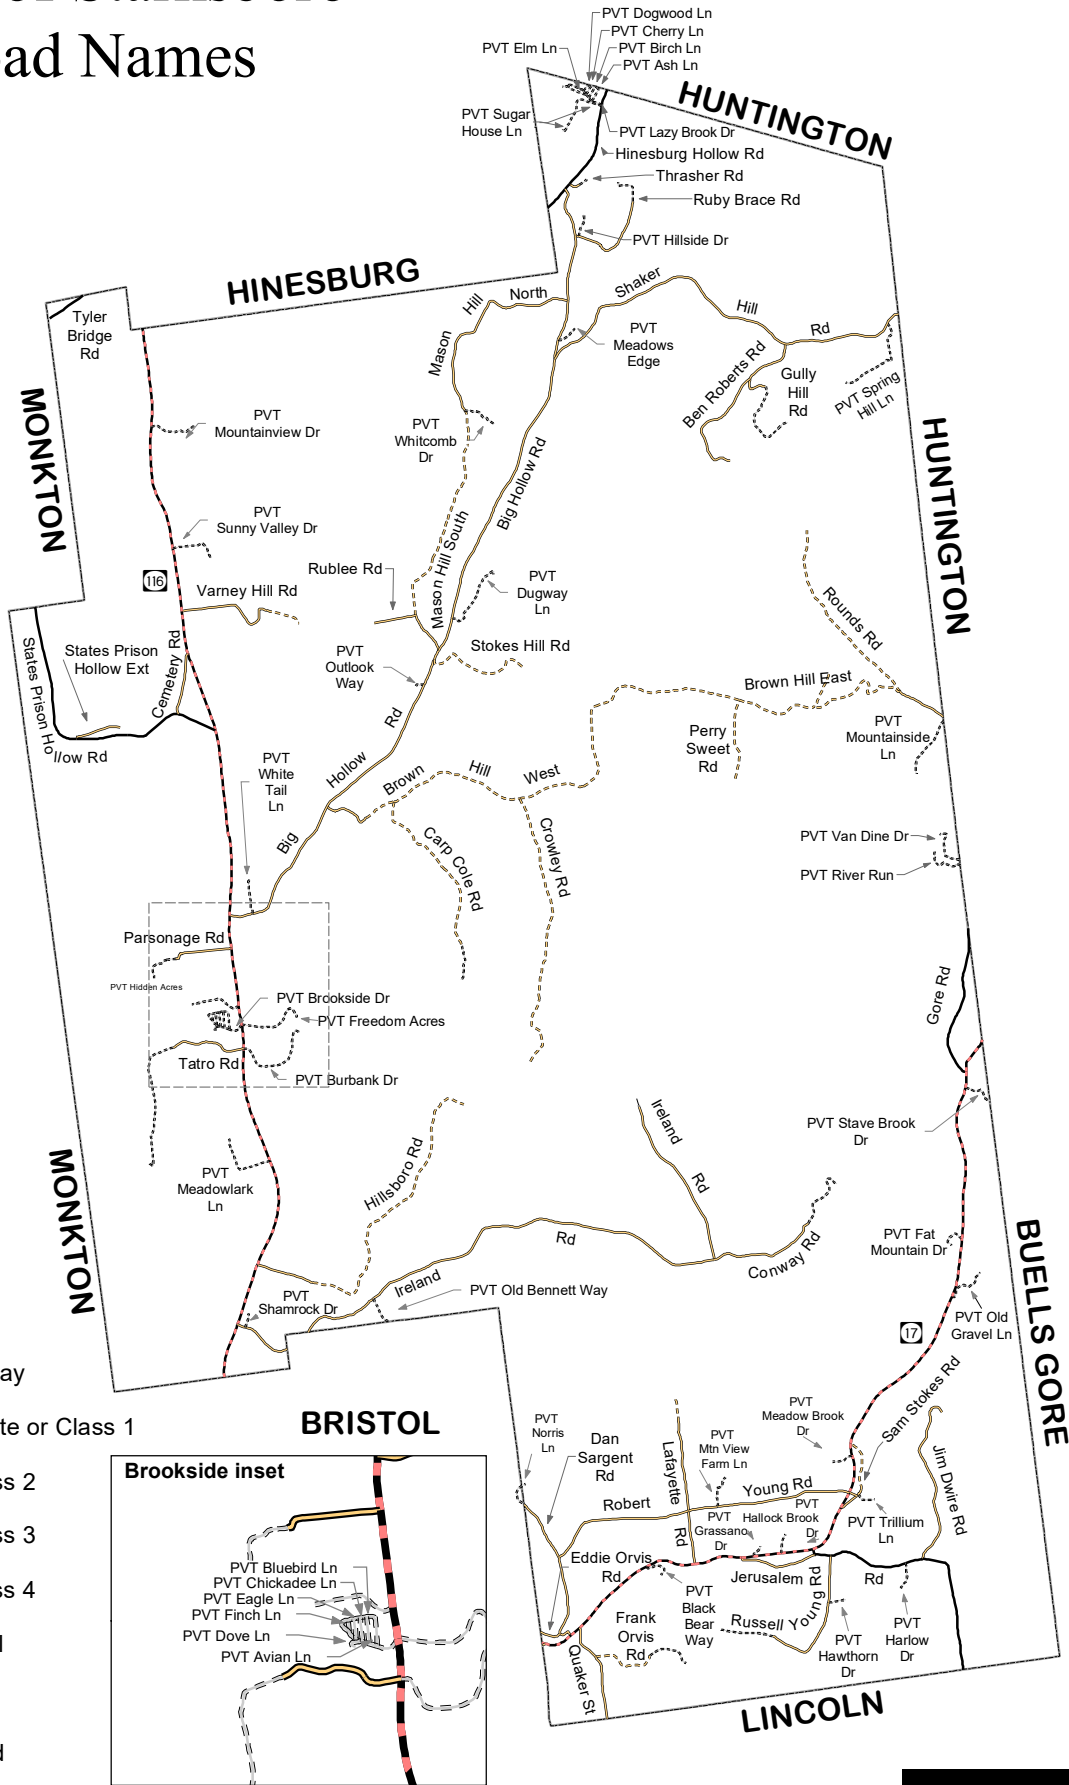 ad Names
PVT Dogwood Ln
PVT Cherry Ln
PVT Elm Ln
PVT Birch Ln
PVT Ash Ln
PVT Sugar
House Ln
PVT Lazy Brook Dr
HUNTINGTON
Hinesburg Hollow Rd
Thrasher Rd
Ruby Brace Rd
PVT Hillside Dr
HINESBURG
Tyler
Bridge
Rd
Mason Hill North
Shaker Hill Rd
PVT
Meadows
Edge
Ben Roberts Rd
Gully
Hill
Rd
PVT Spring
Hill Ln
MONKTON
PVT
Mountainview Dr
PVT
Whitcomb
Dr
Big Hollow Rd
HUNTINGTON
PVT
Sunny Valley Dr
116
Varney Hill Rd
Rublee Rd
Mason Hill South
PVT
Dugway
Ln
Rounds Rd
States Prison Hollow Rd
States Prison
Hollow Ext
Cemetery Rd
PVT
Outlook
Way
Stokes Hill Rd
Brown Hill East
Perry
Sweet
Rd
PVT
Mountainside
Ln
PVT
White
Tail
Ln
Big Hollow Rd
Brown Hill West
Carp Cole Rd
Crowley Rd
PVT Van Dine Dr
PVT River Run
Parsonage Rd
PVT Hidden Acres
PVT Brookside Dr
PVT Freedom Acres
Tatro Rd
PVT Burbank Dr
Gore Rd
PVT Stave Brook
Dr
MONKTON
PVT
Meadowlark
Ln
Hillsboro Rd
Ireland Rd
Ireland Rd
Conway Rd
PVT Fat
Mountain Dr
BUELLS GORE
PVT
Shamrock Dr
PVT Old Bennett Way
PVT Old
Gravel Ln
17
ay
te or Class 1
ss 2
ss 3
ss 4
d
BRISTOL
PVT
Norris
Ln
Dan
Sargent
Rd
Lafayette Rd
PVT
Mtn View
Farm Ln
PVT
Meadow Brook
Dr
Sam Stokes Rd
Jim Dwire Rd
Robert Young Rd
PVT
Grassano
Dr
PVT
Hallock Brook
Dr
PVT Trillium
Ln
Eddie Orvis
Rd
Jerusalem Rd
PVT
Black
Bear
Way
Frank
Orvis
Rd
Russell Young Rd
PVT
Hawthorn
Dr
PVT
Harlow
Dr
Quaker St
LINCOLN
Brookside inset
PVT Bluebird Ln
PVT Chickadee Ln
PVT Eagle Ln
PVT Finch Ln
PVT Dove Ln
PVT Avian Ln